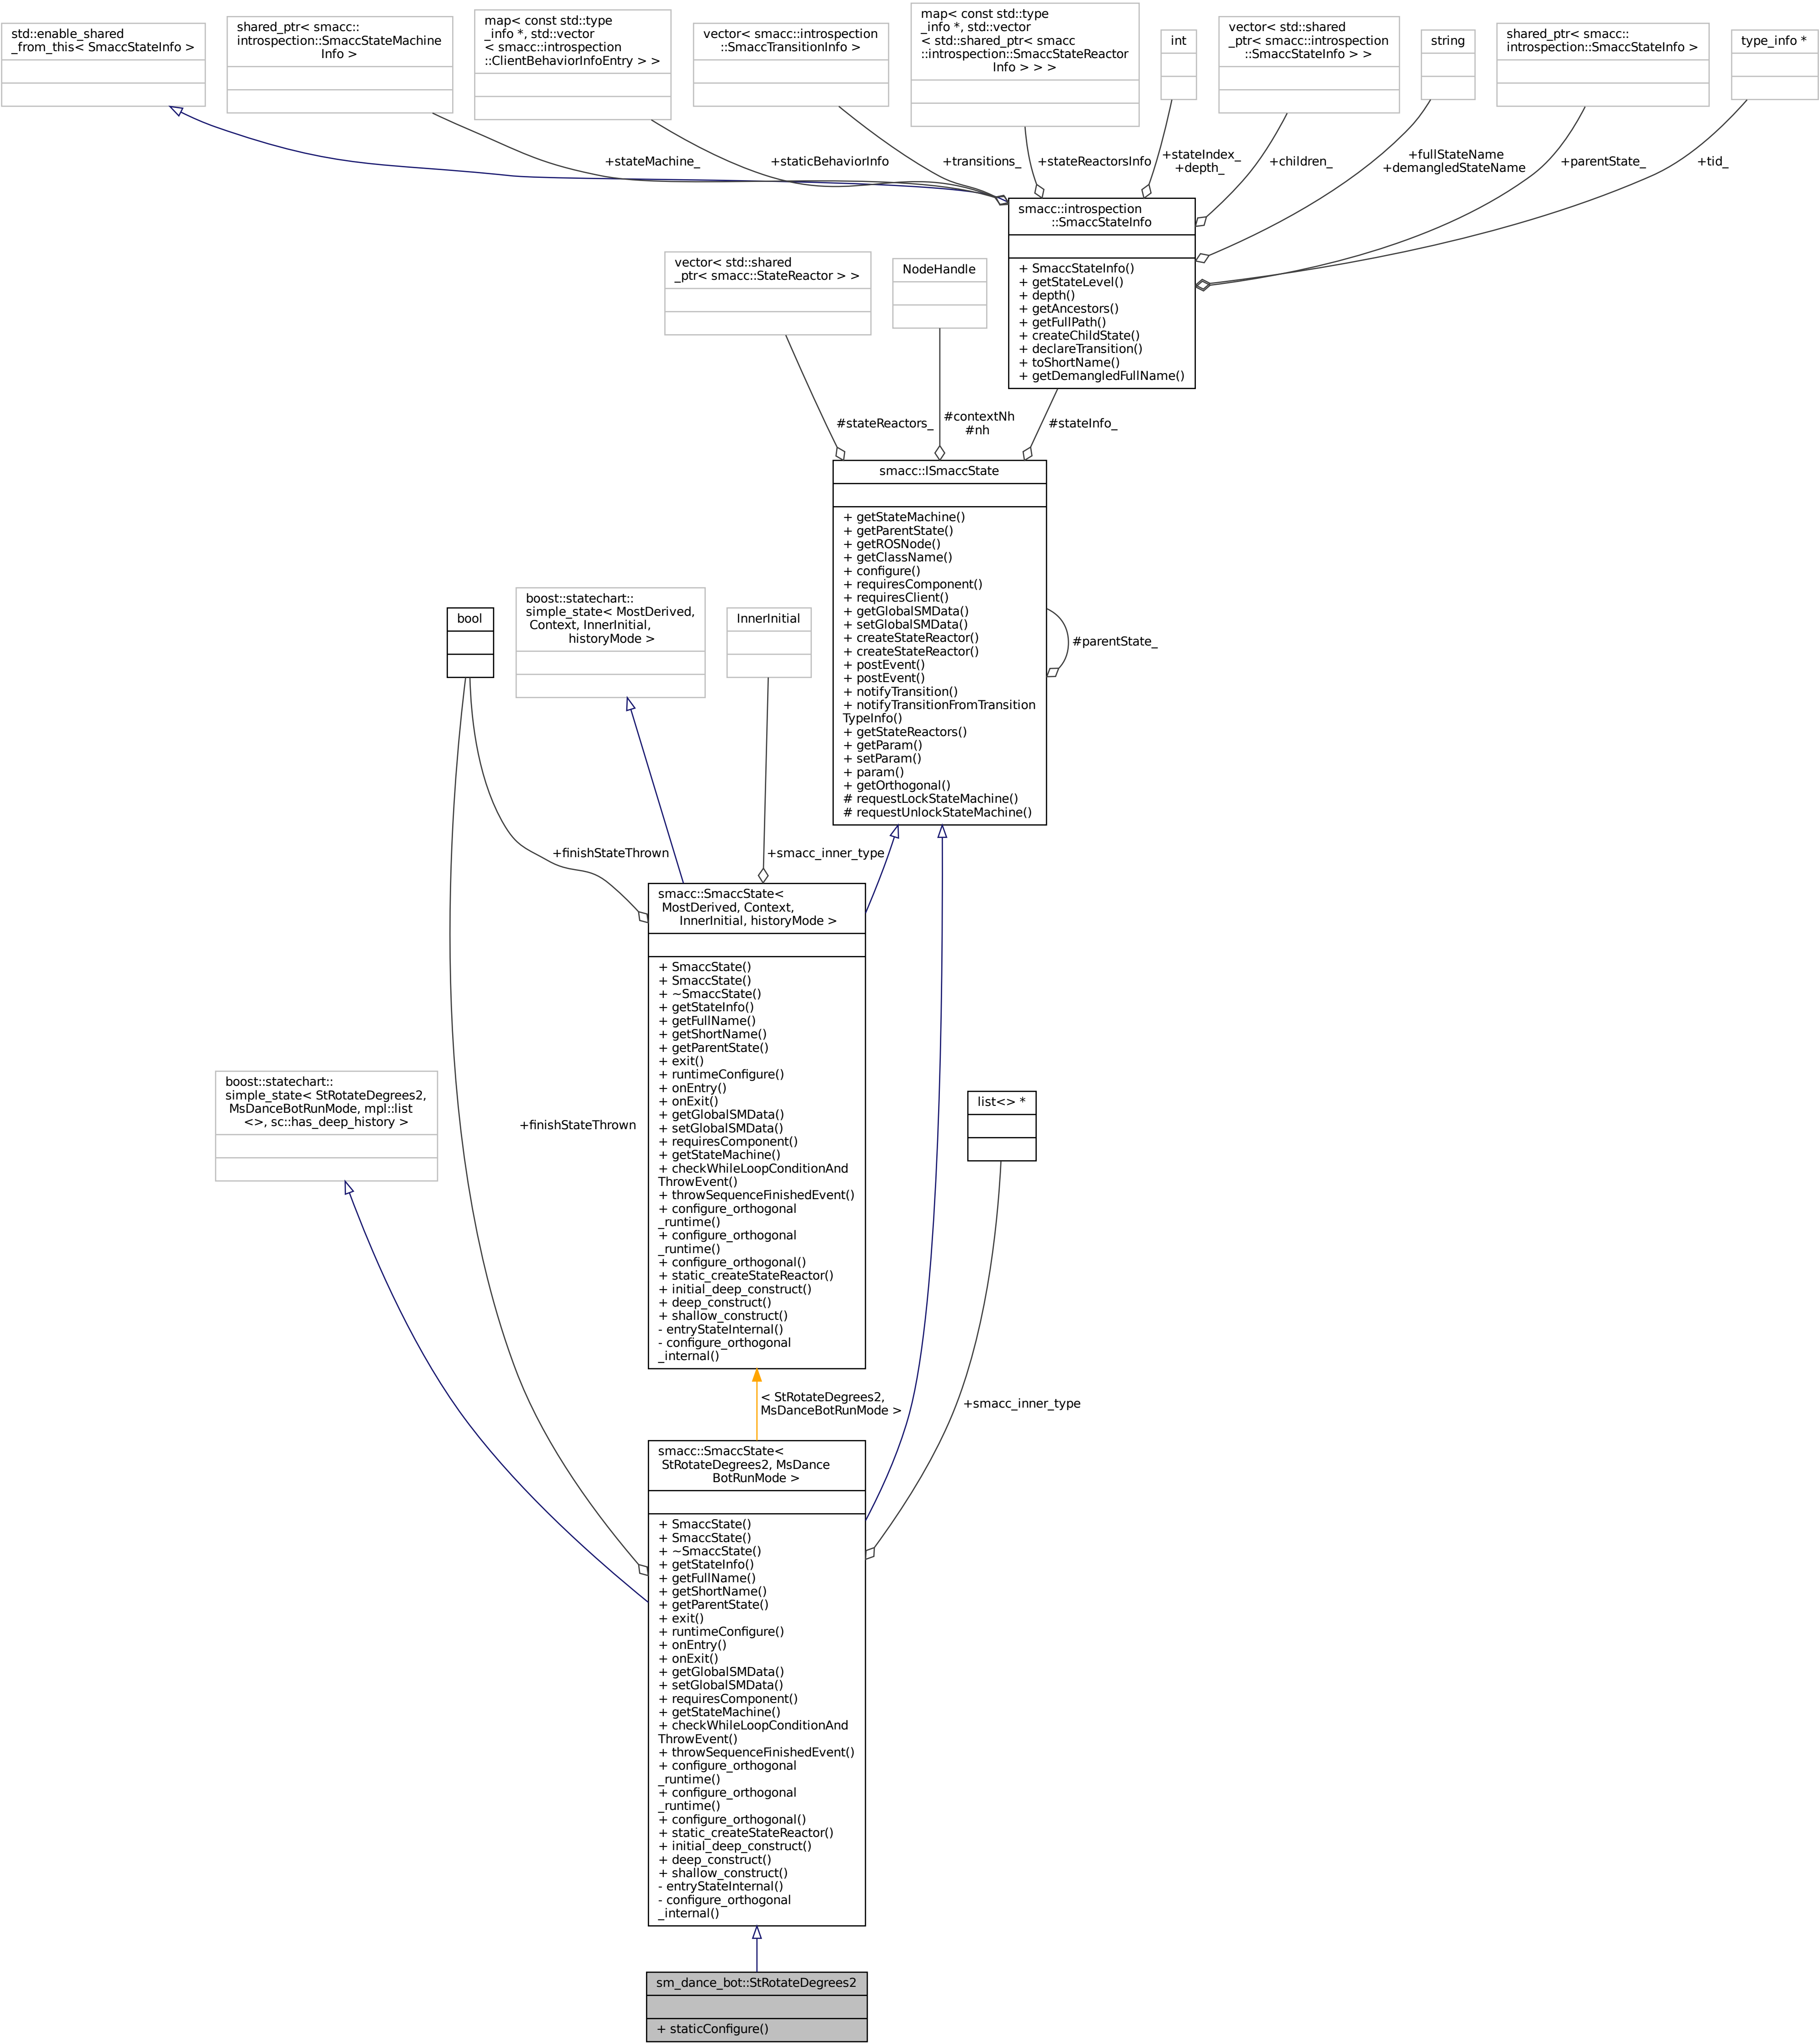 std::enable_shared
_from_this< SmaccStateInfo >
shared_ptr< smacc::
introspection::SmaccStateMachine
Info >
map< const std::type
_info *, std::vector
< smacc::introspection
::ClientBehaviorInfoEntry > >
vector< smacc::introspection
::SmaccTransitionInfo >
map< const std::type
_info *, std::vector
< std::shared_ptr< smacc
::introspection::SmaccStateReactor
Info > > >
int
vector< std::shared
_ptr< smacc::introspection
::SmaccStateInfo > >
string
shared_ptr< smacc::
introspection::SmaccStateInfo >
type_info *
+stateMachine_
+staticBehaviorInfo
+transitions_
+stateReactorsInfo
+stateIndex_
+depth_
+children_
+fullStateName
+demangledStateName
+parentState_
+tid_
smacc::introspection
::SmaccStateInfo
+ SmaccStateInfo()
+ getStateLevel()
+ depth()
+ getAncestors()
+ getFullPath()
+ createChildState()
+ declareTransition()
+ toShortName()
+ getDemangledFullName()
vector< std::shared
_ptr< smacc::StateReactor > >
NodeHandle
#stateReactors_
#contextNh
#nh
#stateInfo_
smacc::ISmaccState
+ getStateMachine()
+ getParentState()
+ getROSNode()
+ getClassName()
+ configure()
+ requiresComponent()
+ requiresClient()
+ getGlobalSMData()
+ setGlobalSMData()
+ createStateReactor()
+ createStateReactor()
+ postEvent()
+ postEvent()
+ notifyTransition()
+ notifyTransitionFromTransition
TypeInfo()
+ getStateReactors()
+ getParam()
+ setParam()
+ param()
+ getOrthogonal()
# requestLockStateMachine()
# requestUnlockStateMachine()
#parentState_
bool
boost::statechart::
simple_state< MostDerived,
Context, InnerInitial,
historyMode >
InnerInitial
+finishStateThrown
+smacc_inner_type
smacc::SmaccState<
MostDerived, Context,
InnerInitial, historyMode >
+ SmaccState()
+ SmaccState()
+ ~SmaccState()
+ getStateInfo()
+ getFullName()
+ getShortName()
+ getParentState()
+ exit()
+ runtimeConfigure()
+ onEntry()
+ onExit()
+ getGlobalSMData()
+ setGlobalSMData()
+ requiresComponent()
+ getStateMachine()
+ checkWhileLoopConditionAnd
ThrowEvent()
+ throwSequenceFinishedEvent()
+ configure_orthogonal
_runtime()
+ configure_orthogonal
_runtime()
+ configure_orthogonal()
+ static_createStateReactor()
+ initial_deep_construct()
+ deep_construct()
+ shallow_construct()
- entryStateInternal()
- configure_orthogonal
_internal()
boost::statechart::
simple_state< StRotateDegrees2,
MsDanceBotRunMode, mpl::list
<>, sc::has_deep_history >
+finishStateThrown
list<> *
< StRotateDegrees2,
MsDanceBotRunMode >
+smacc_inner_type
smacc::SmaccState<
StRotateDegrees2, MsDance
BotRunMode >
+ SmaccState()
+ SmaccState()
+ ~SmaccState()
+ getStateInfo()
+ getFullName()
+ getShortName()
+ getParentState()
+ exit()
+ runtimeConfigure()
+ onEntry()
+ onExit()
+ getGlobalSMData()
+ setGlobalSMData()
+ requiresComponent()
+ getStateMachine()
+ checkWhileLoopConditionAnd
ThrowEvent()
+ throwSequenceFinishedEvent()
+ configure_orthogonal
_runtime()
+ configure_orthogonal
_runtime()
+ configure_orthogonal()
+ static_createStateReactor()
+ initial_deep_construct()
+ deep_construct()
+ shallow_construct()
- entryStateInternal()
- configure_orthogonal
_internal()
sm_dance_bot::StRotateDegrees2
+ staticConfigure()